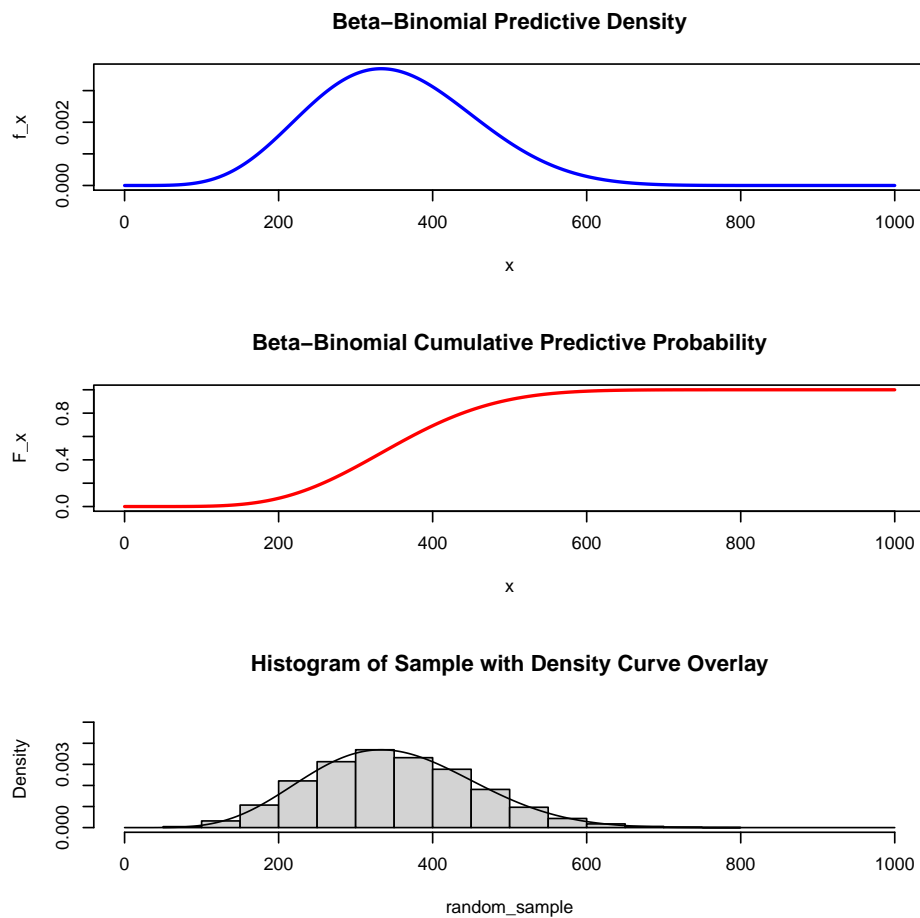 Beta−Binomial Predictive Density
f_x
0.000 0.002
0 200 400 600 800 1000
x
Beta−Binomial Cumulative Predictive Probability
F_x
0.0 0.4 0.8
0 200 400 600 800 1000
x
Histogram of Sample with Density Curve Overlay
Density
0.000 0.003
0 200 400 600 800 1000
random_sample